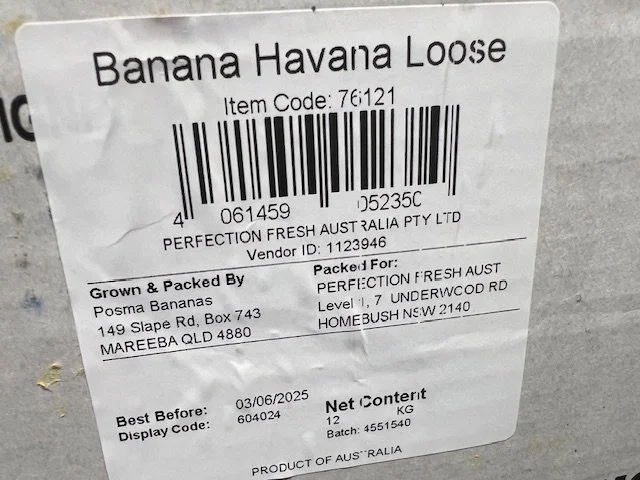 Banana Havana Loose
Item Code: 76121
4 061459 052350
PERFECTION FRESH AUSTRALIA PTY LTD
Vendor ID: 1123946
Grown & Packed By
Posma Bananas
149 Slape Rd, Box 743
MAREEBA QLD 4880
Packed For:
PERFECTION FRESH AUST
Level 1, 7 UNDERWOOD RD
HOMEBUSH NSW 2140
Best Before: 03/06/2025
Display Code: 604024
Net Content
12 KG
Batch: 4551540
PRODUCT OF AUSTRALIA